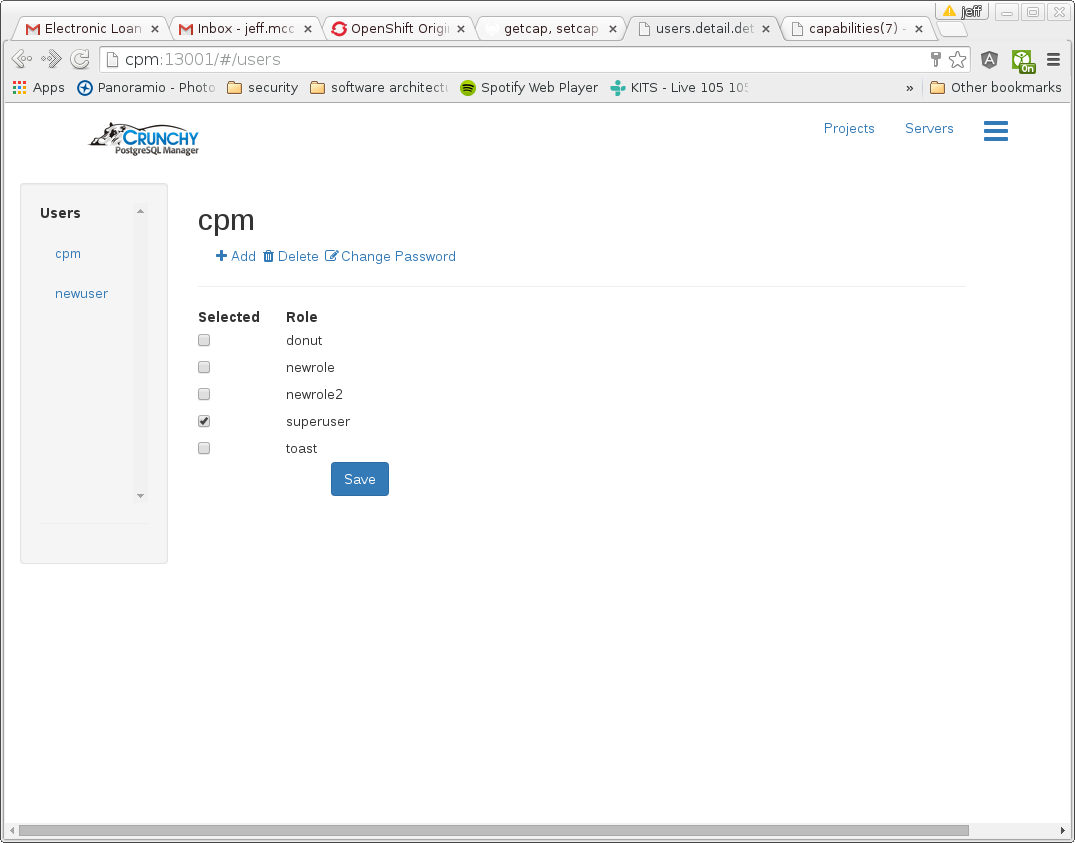 jeff
Electronic Loan
Inbox - jeff.mcc
OpenShift Origi
getcap, setcap
users.detail.det
capabilities(7) -
cpm:13001/#/users
On
Apps
Panoramio - Photo
security
software architectu
Spotify Web Player
KITS - Live 105 105
»
Other bookmarks
CRUNCHY
PostgreSQL Manager
Projects
Servers
Users
cpm
newuser
cpm
Add Delete Change Password
Selected Role
donut
newrole
newrole2
superuser
toast
Save